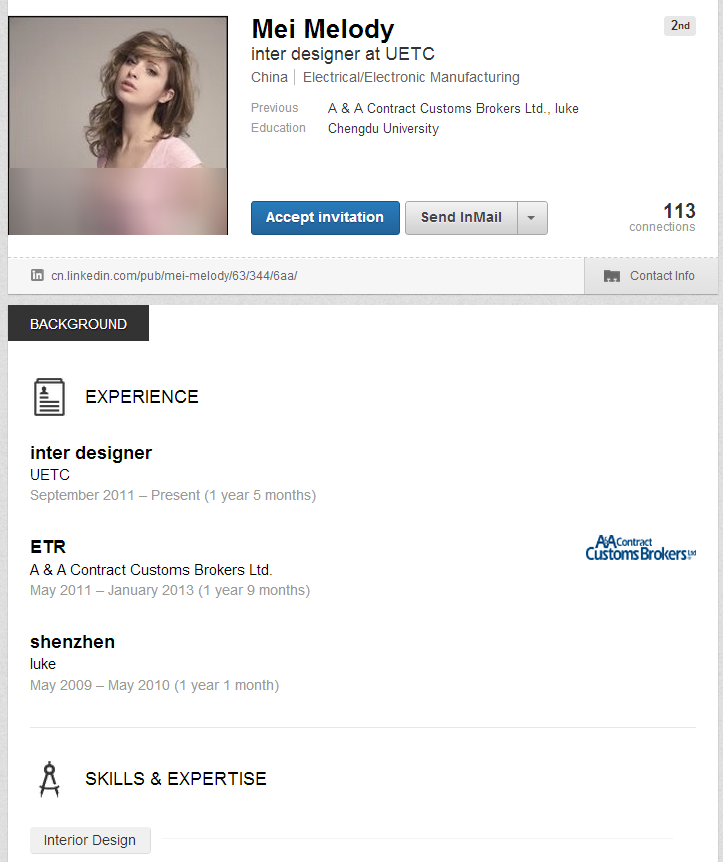 Mei Melody
2nd
inter designer at UETC
China | Electrical/Electronic Manufacturing
Previous A & A Contract Customs Brokers Ltd., luke
Education Chengdu University
Accept invitation
Send InMail
113
connections
in cn.linkedin.com/pub/mei-melody/63/344/6aa/
Contact Info
BACKGROUND
EXPERIENCE
inter designer
UETC
September 2011 – Present (1 year 5 months)
ETR
A & A Contract Customs Brokers Ltd.
May 2011 – January 2013 (1 year 9 months)
A&A Contract
Customs Brokers Ltd
shenzhen
luke
May 2009 – May 2010 (1 year 1 month)
SKILLS & EXPERTISE
Interior Design